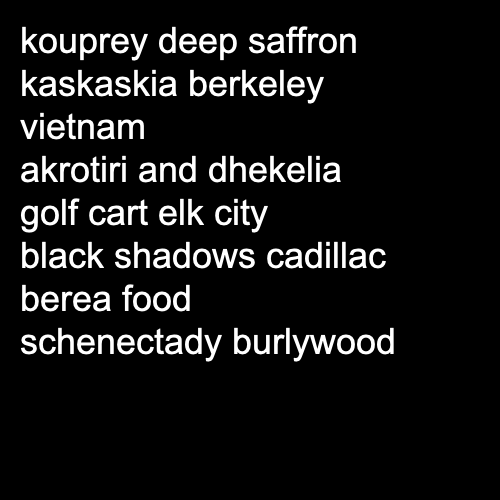 kouprey deep saffron
kaskaskia berkeley
vietnam
akrotiri and dhekelia
golf cart elk city
black shadows cadillac
berea food
schenectady burlywood